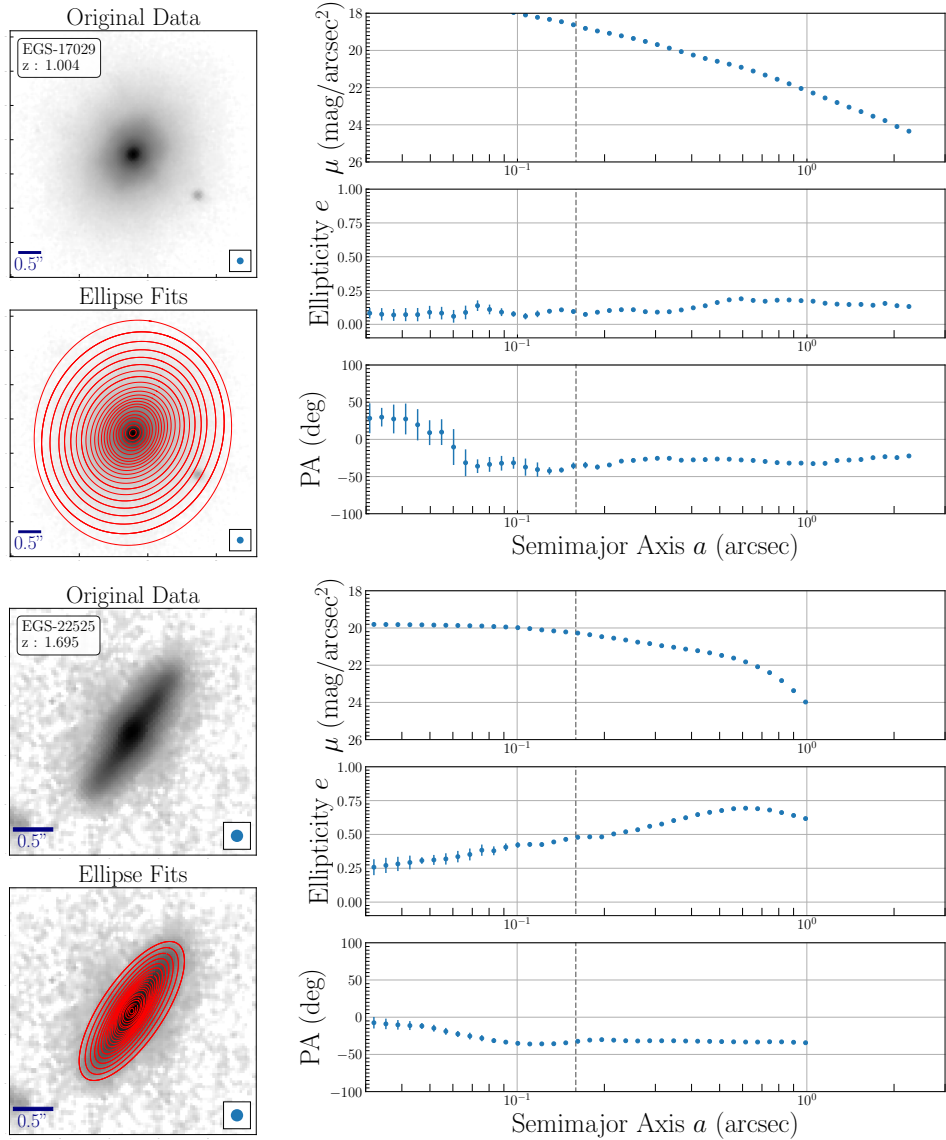 Original Data
EGS-17029
z : 1.004
0.5"
Ellipse Fits
0.5"
μ (mag/arcsec²)
18
20
22
24
26
10⁻¹
10⁰
Ellipticity e
1.00
0.75
0.50
0.25
0.00
10⁻¹
10⁰
PA (deg)
100
50
0
−50
−100
10⁻¹
10⁰
Semimajor Axis a (arcsec)
Original Data
EGS-22525
z : 1.695
0.5"
Ellipse Fits
0.5"
μ (mag/arcsec²)
18
20
22
24
26
10⁻¹
10⁰
Ellipticity e
1.00
0.75
0.50
0.25
0.00
10⁻¹
10⁰
PA (deg)
100
50
0
−50
−100
10⁻¹
10⁰
Semimajor Axis a (arcsec)